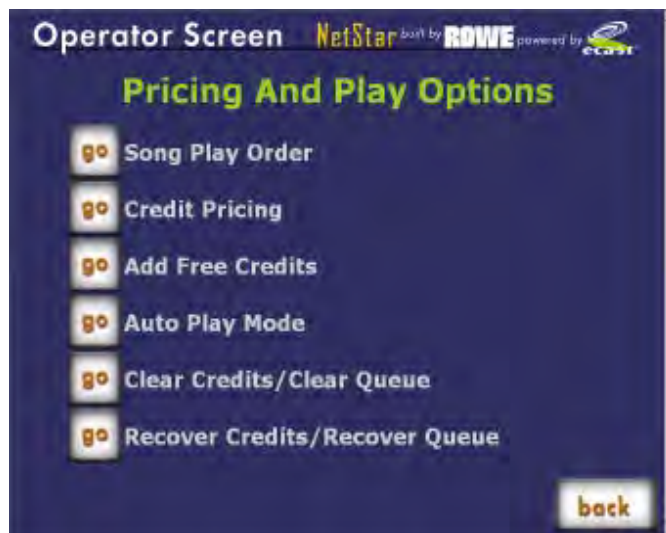 Operator Screen NetStar built by ROWE powered by ecast
Pricing And Play Options
go Song Play Order
go Credit Pricing
go Add Free Credits
go Auto Play Mode
go Clear Credits/Clear Queue
go Recover Credits/Recover Queue
back